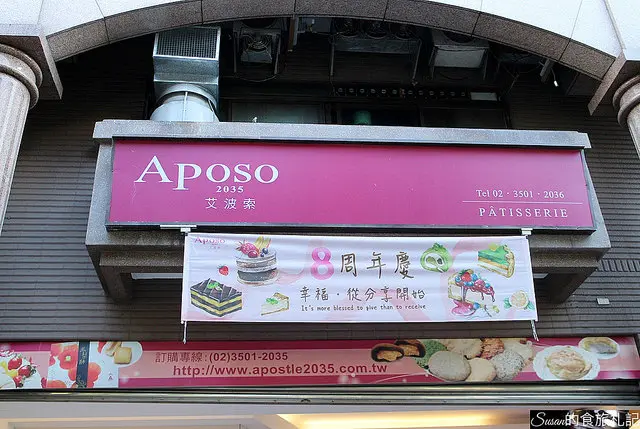 APOSO
2035
艾波索
Tel 02・3501・2036
PÂTISSERIE
Aposo
8周年慶
幸福・從分享開始
It's more blessed to give than to receive
訂購專線:(02)3501-2035
http://www.apostle2035.com.tw
Susan的食旅札記